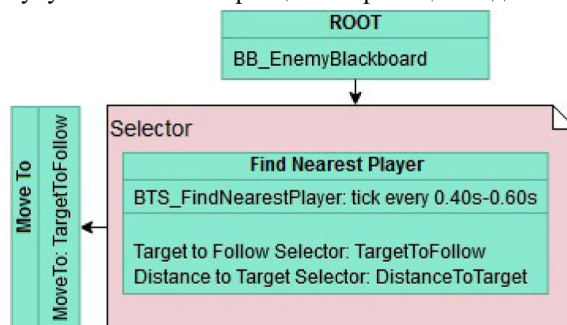 ROOT
BB_EnemyBlackboard
Selector
Find Nearest Player
BTS_FindNearestPlayer: tick every 0.40s-0.60s
Target to Follow Selector: TargetToFollow
Distance to Target Selector: DistanceToTarget
Move To
MoveTo: TargetToFollow